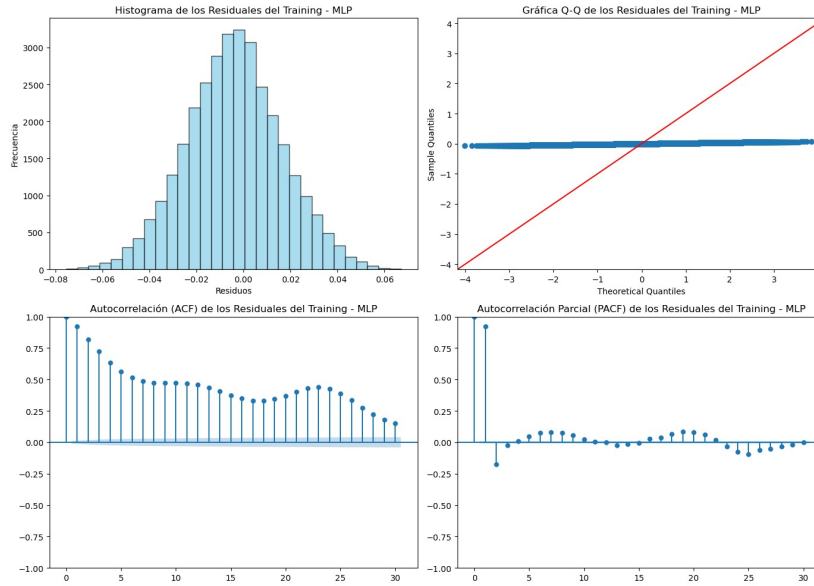 Histograma de los Residuales del Training - MLP
3000
2500
2000
1500
1000
500
0
Frecuencia
-0.08 -0.06 -0.04 -0.02 0.00 0.02 0.04 0.06
Residuos
Gráfica Q-Q de los Residuales del Training - MLP
4
3
2
1
0
-1
-2
-3
-4
Sample Quantiles
-4 -3 -2 -1 0 1 2 3
Theoretical Quantiles
Autocorrelación (ACF) de los Residuales del Training - MLP
1.00
0.75
0.50
0.25
0.00
-0.25
-0.50
-0.75
-1.00
0 5 10 15 20 25 30
Autocorrelación Parcial (PACF) de los Residuales del Training - MLP
1.00
0.75
0.50
0.25
0.00
-0.25
-0.50
-0.75
-1.00
0 5 10 15 20 25 30